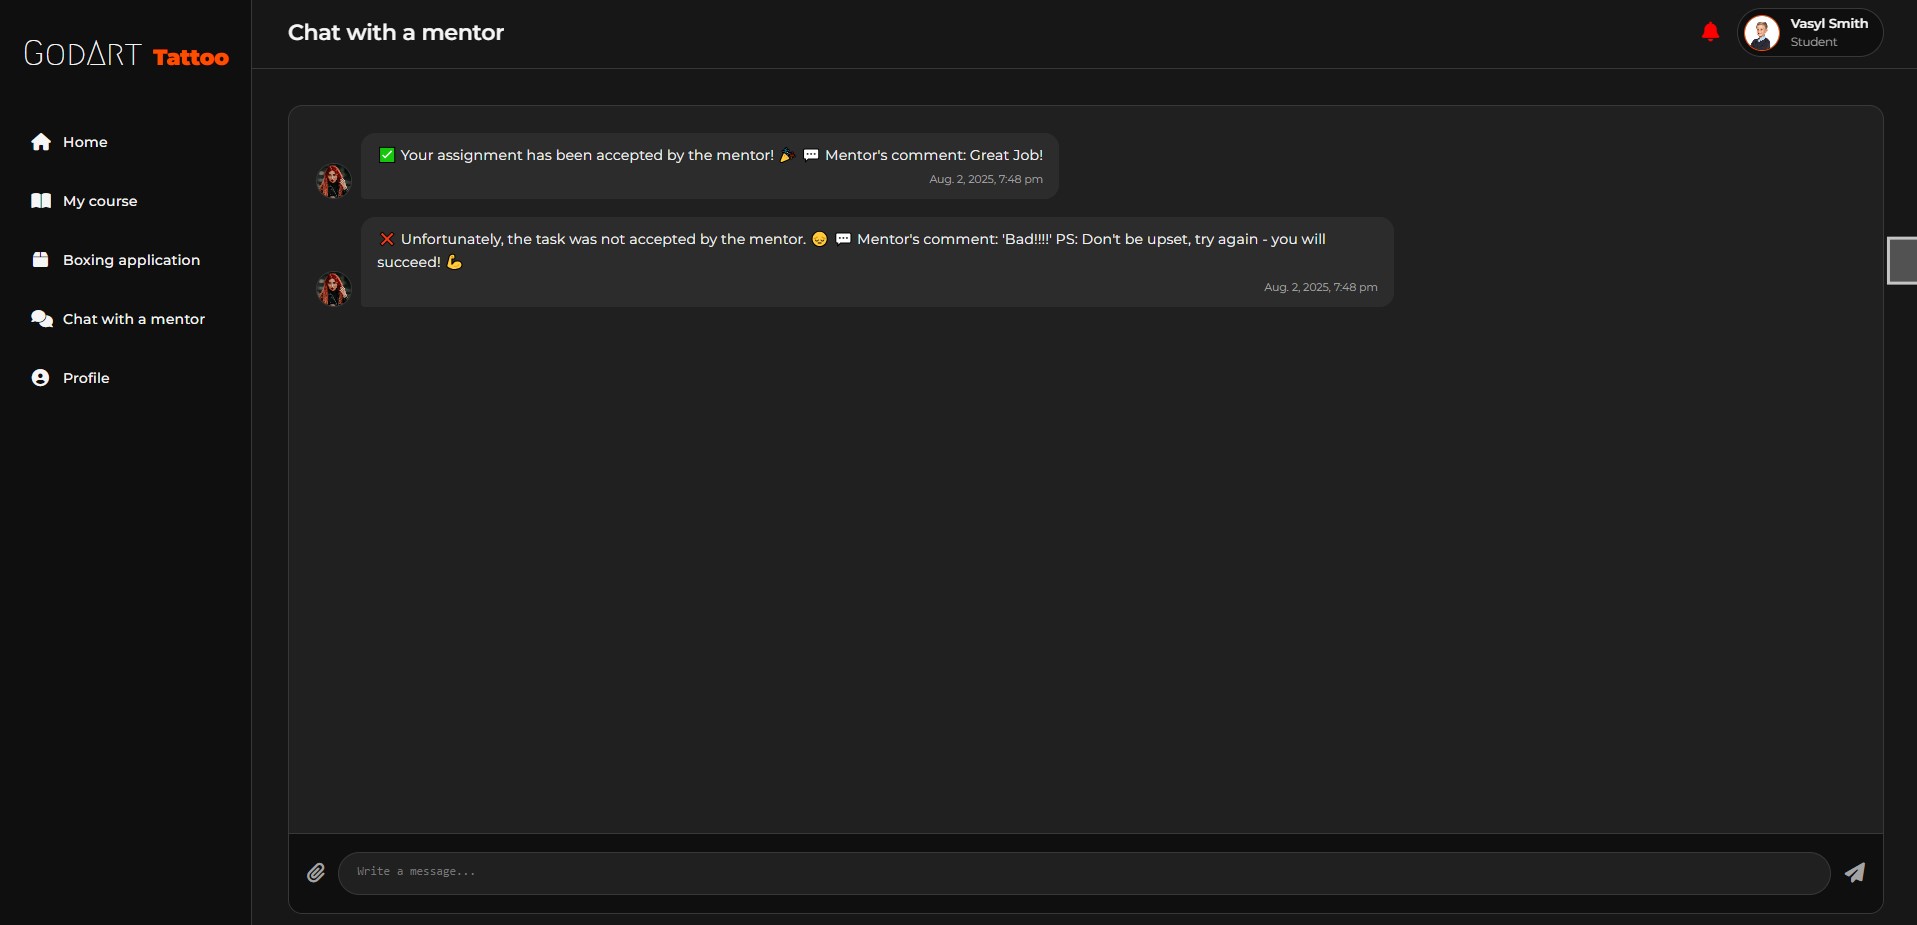 GODART Tattoo
Chat with a mentor
Vasyl Smith
Student
Home
My course
Boxing application
Chat with a mentor
Profile
✅ Your assignment has been accepted by the mentor! 🎉 💬 Mentor's comment: Great Job!
Aug. 2, 2025, 7:48 pm
❌ Unfortunately, the task was not accepted by the mentor. 😔 💬 Mentor's comment: 'Bad!!!!' PS: Don't be upset, try again - you will
succeed! 💪
Aug. 2, 2025, 7:48 pm
Write a message...